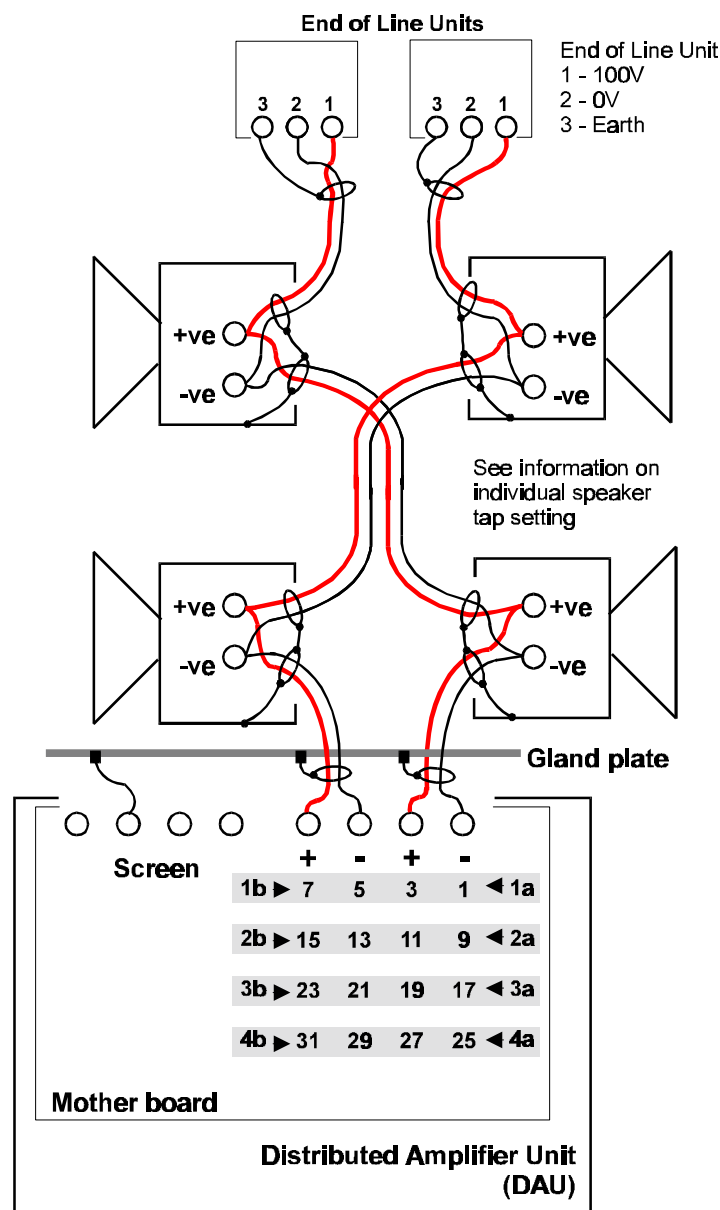 End of Line Units
End of Line Unit
1 - 100V
2 - 0V
3 - Earth
3 2 1
3 2 1
+ve
-ve
+ve
-ve
See information on
individual speaker
tap setting
+ve
-ve
+ve
-ve
Gland plate
Screen
+ - + -
1b 7 5 3 1 1a
2b 15 13 11 9 2a
3b 23 21 19 17 3a
4b 31 29 27 25 4a
Mother board
Distributed Amplifier Unit
(DAU)